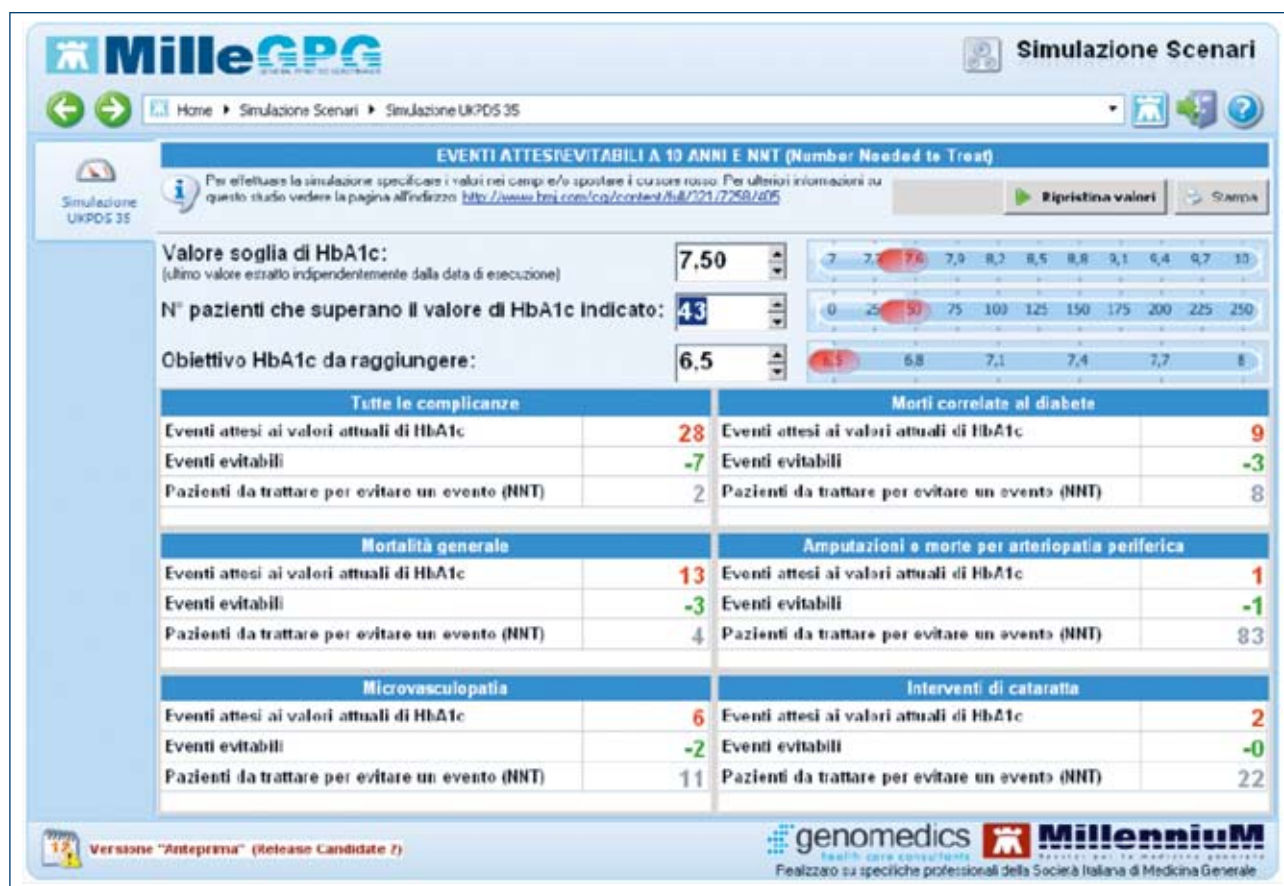 MilleGPG
Simulazione Scenari
Home ▸ Simulazione Scenari ▸ Simulazione UKPDS 35
Simulazione
UKPDS 35
EVENTI ATTESI/EVITABILI A 10 ANNI E NNT (Number Needed to Treat)
Per effettuare la simulazione specificare i valori nei campi e/o spostare il cursore rosso. Per ulteriori informazioni su
questo studio vedere la pagina all'indirizzo: http://www.bmj.com/cgi/content/full/321/7258/405
Ripristina valori
Stampa
Valore soglia di HbA1c:
(ultimo valore estratto indipendentemente dalla data di esecuzione)
7,50
7 7,3 7,6 7,9 8,2 8,5 8,8 9,1 9,4 9,7 10
N° pazienti che superano il valore di HbA1c indicato:
43
0 25 50 75 100 125 150 175 200 225 250
Obiettivo HbA1c da raggiungere:
6,5
6,5 6,8 7,1 7,4 7,7 8
Tutte le complicanze
Eventi attesi ai valori attuali di HbA1c 28
Eventi evitabili -7
Pazienti da trattare per evitare un evento (NNT) 2
Morti correlate al diabete
Eventi attesi ai valori attuali di HbA1c 9
Eventi evitabili -3
Pazienti da trattare per evitare un evento (NNT) 8
Mortalità generale
Eventi attesi ai valori attuali di HbA1c 13
Eventi evitabili -3
Pazienti da trattare per evitare un evento (NNT) 4
Amputazioni o morte per arteriopatia periferica
Eventi attesi ai valori attuali di HbA1c 1
Eventi evitabili -1
Pazienti da trattare per evitare un evento (NNT) 83
Microvasculopatia
Eventi attesi ai valori attuali di HbA1c 6
Eventi evitabili -2
Pazienti da trattare per evitare un evento (NNT) 11
Interventi di cataratta
Eventi attesi ai valori attuali di HbA1c 2
Eventi evitabili -0
Pazienti da trattare per evitare un evento (NNT) 22
12
Versione "Anteprima" (Release Candidate 2)
genomedics
health care consultants
MillenniuM
Realizzato su specifiche professionali della Società Italiana di Medicina Generale